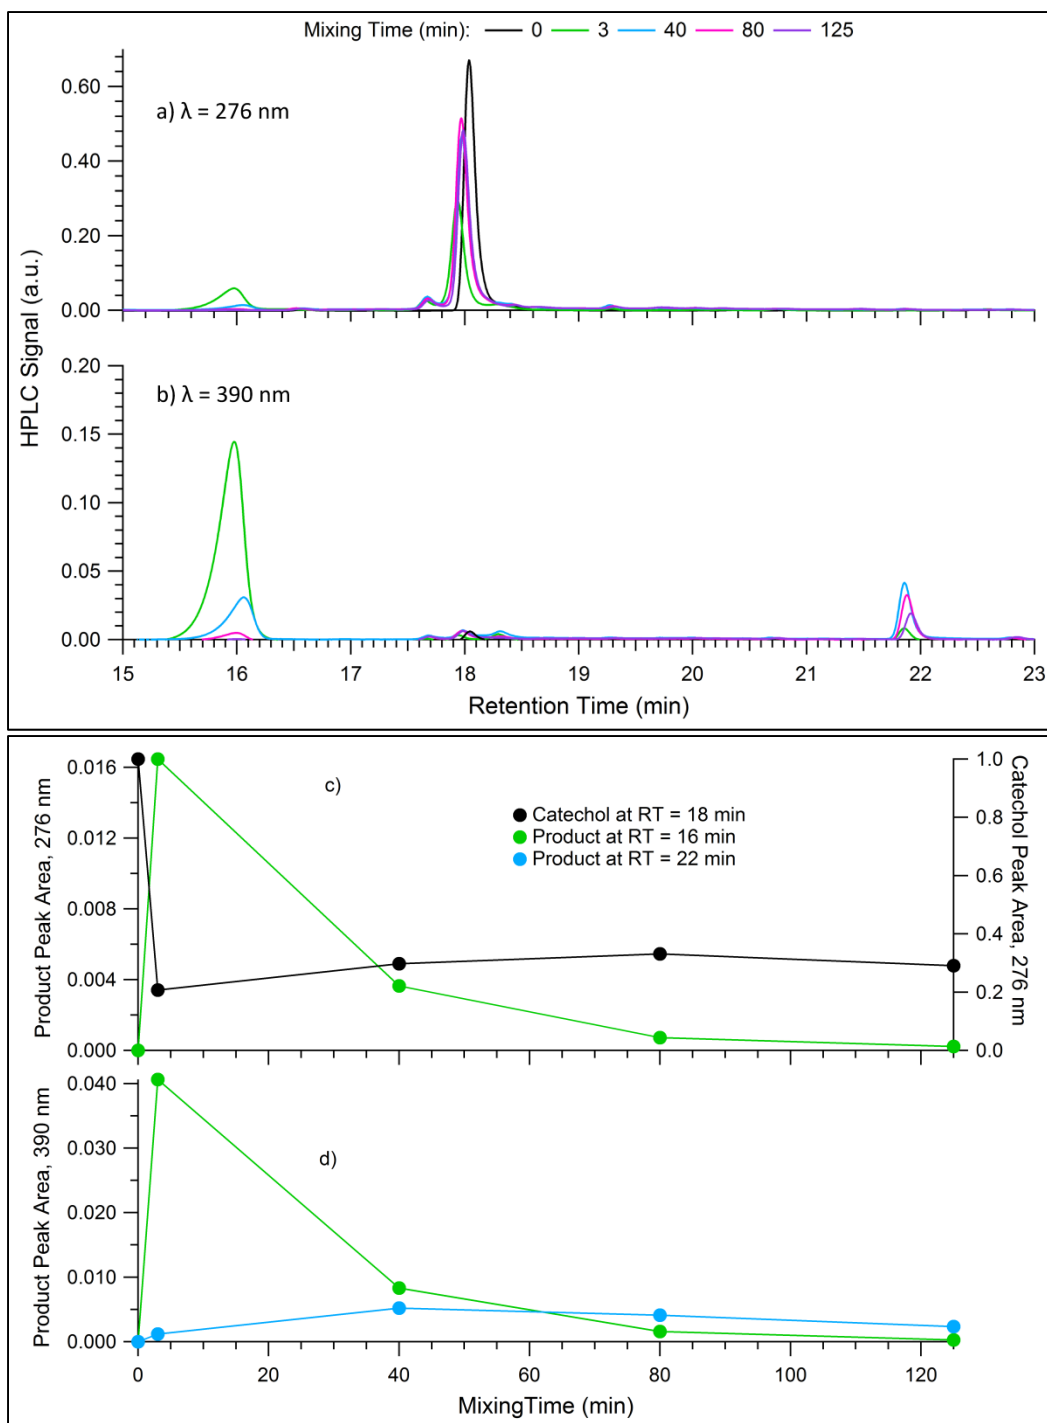 Mixing Time (min): 0 3 40 80 125
a) λ = 276 nm
0.60
0.40
0.20
0.00
HPLC Signal (a.u.)
b) λ = 390 nm
0.20
0.15
0.10
0.05
0.00
15 16 17 18 19 20 21 22 23
Retention Time (min)
c)
Product Peak Area, 276 nm
0.016
0.012
0.008
0.004
0.000
Catechol at RT = 18 min
Product at RT = 16 min
Product at RT = 22 min
1.0
0.8
0.6
0.4
0.2
0.0
Catechol Peak Area, 276 nm
d)
Product Peak Area, 390 nm
0.040
0.030
0.020
0.010
0.000
0 20 40 60 80 100 120
MixingTime (min)